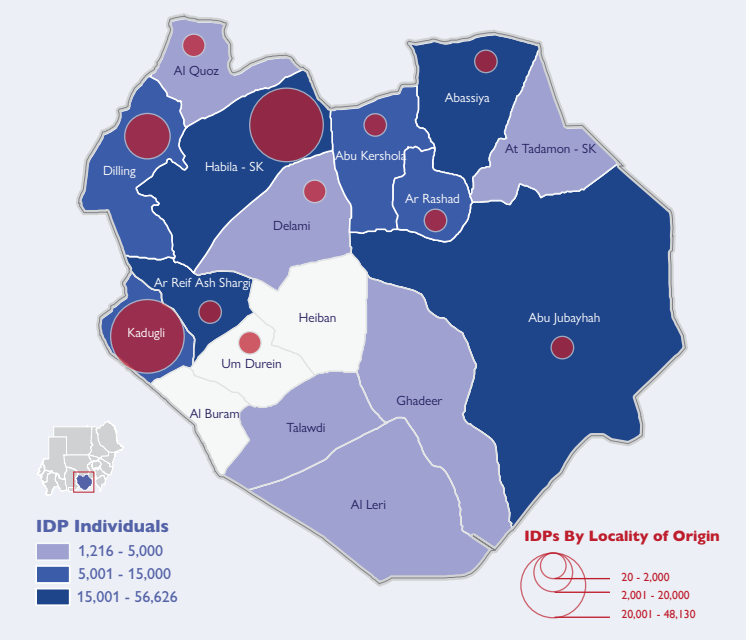 Al Quoz
Abassiya
Abu Kershola
At Tadamon - SK
Habila - SK
Dilling
Ar Rashad
Delami
Ar Reif Ash Shargi
Heiban
Abu Jubayhah
Kadugli
Um Durein
Ghadeer
Al Buram
Talawdi
Al Leri
IDP Individuals
1,216 - 5,000
5,001 - 15,000
15,001 - 56,626
IDPs By Locality of Origin
20 - 2,000
2,001 - 20,000
20,001 - 48,130